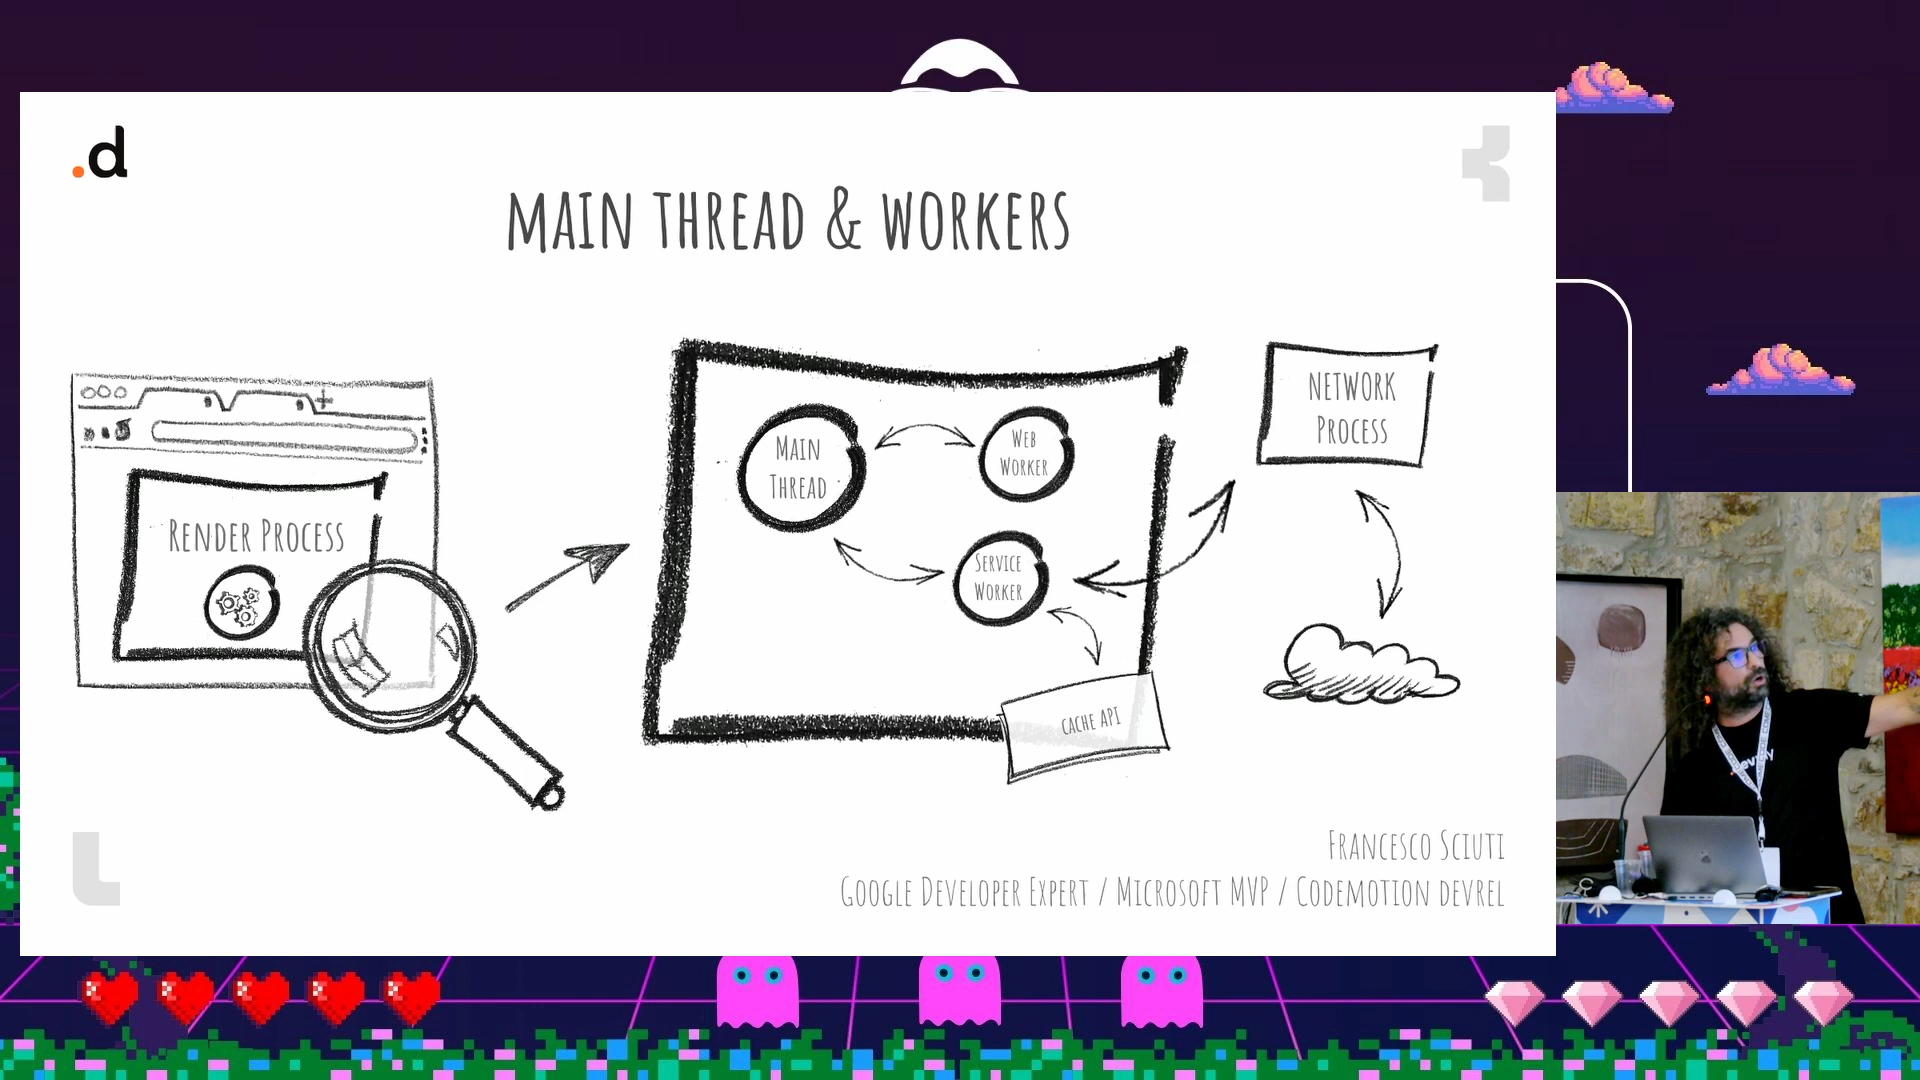 .d
MAIN THREAD & WORKERS
RENDER PROCESS
MAIN
THREAD
WEB
WORKER
SERVICE
WORKER
CACHE API
NETWORK
PROCESS
FRANCESCO SCIUTI
GOOGLE DEVELOPER EXPERT / MICROSOFT MVP / CODEMOTION DEVREL